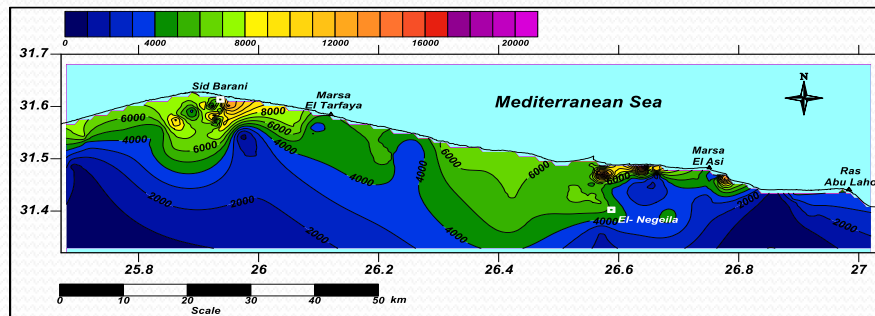 0 4000 8000 12000 16000 20000
31.7
31.6
31.5
31.4
Sid Barani
Marsa
El Tarfaya
Mediterranean Sea
N
Marsa
El Asi
Ras
Abu Laho
El- Negeila
6000
4000
6000
8000
6000
4000
2000
2000
4000
6000
4000
4000
6000
6000
4000
6000
2000
2000
2000
25.8 26 26.2 26.4 26.6 26.8 27
0 10 20 30 40 50 km
Scale